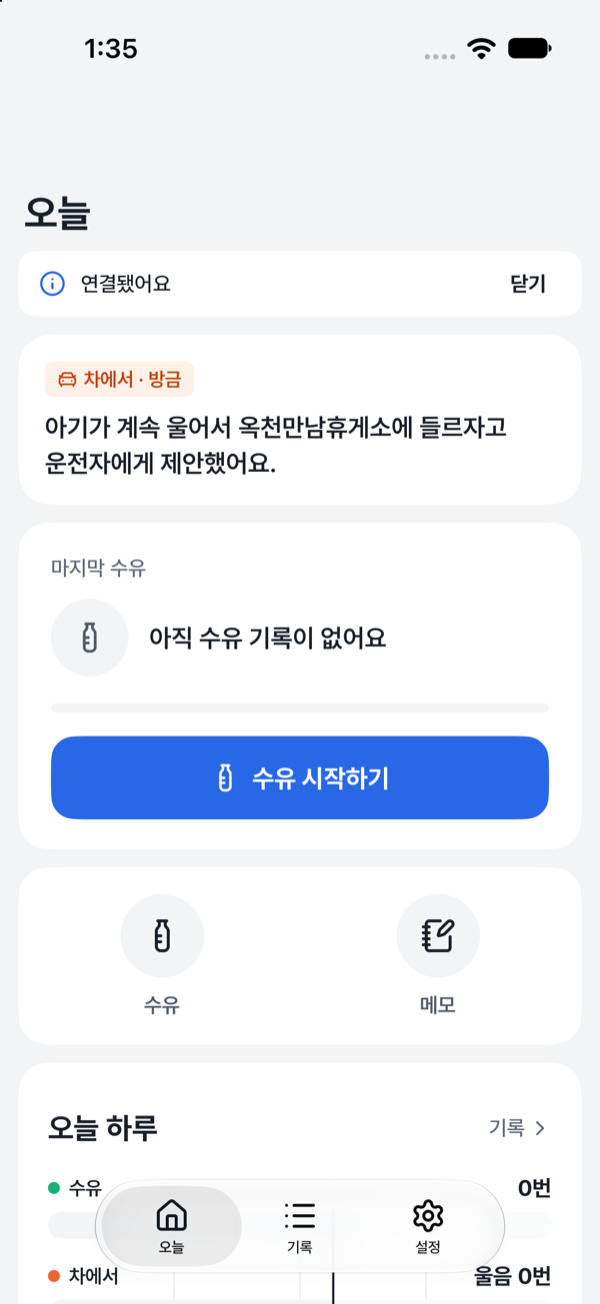 1:35
오늘
연결됐어요
닫기
차에서 · 방금
아기가 계속 울어서 옥천만남휴게소에 들르자고
운전자에게 제안했어요.
마지막 수유
아직 수유 기록이 없어요
수유 시작하기
수유
메모
오늘 하루
기록
수유
0번
차에서
울음 0번
오늘
기록
설정